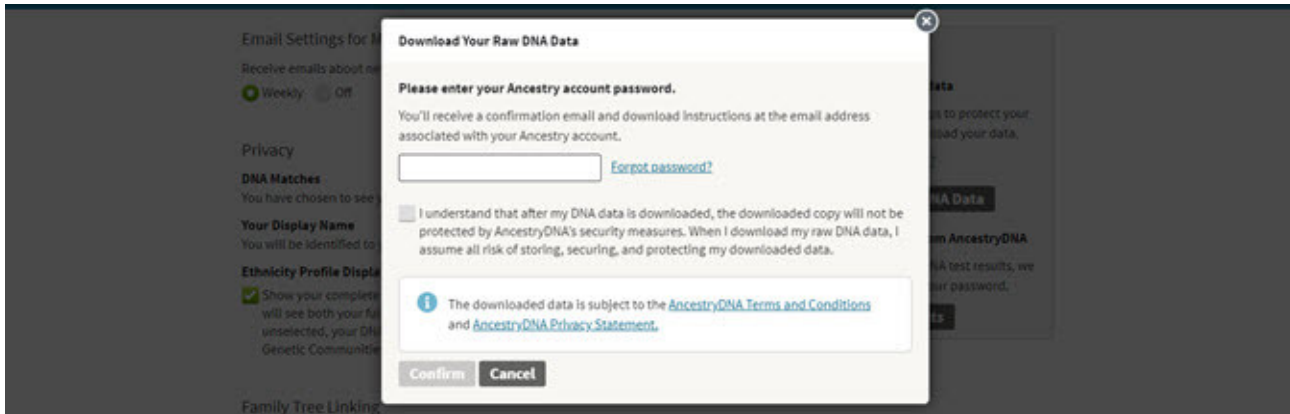 Email Settings for
Receive emails about
Weekly Off
Privacy
DNA Matches
You have chosen to see
Your Display Name
You will be identified to
Ethnicity Profile Displa
Show your complete
will see both your ful
unselected, your DN
Genetic Communitie
Family Tree Linking
Download Your Raw DNA Data
Please enter your Ancestry account password.
You'll receive a confirmation email and download instructions at the email address
associated with your Ancestry account.
Forgot password?
I understand that after my DNA data is downloaded, the downloaded copy will not be
protected by AncestryDNA's security measures. When I download my raw DNA data, I
assume all risk of storing, securing, and protecting my downloaded data.
The downloaded data is subject to the AncestryDNA Terms and Conditions
and AncestryDNA Privacy Statement.
Confirm Cancel
to protect your
your data.
NA Data
om AncestryDNA
NA test results, we
ur password.
ts